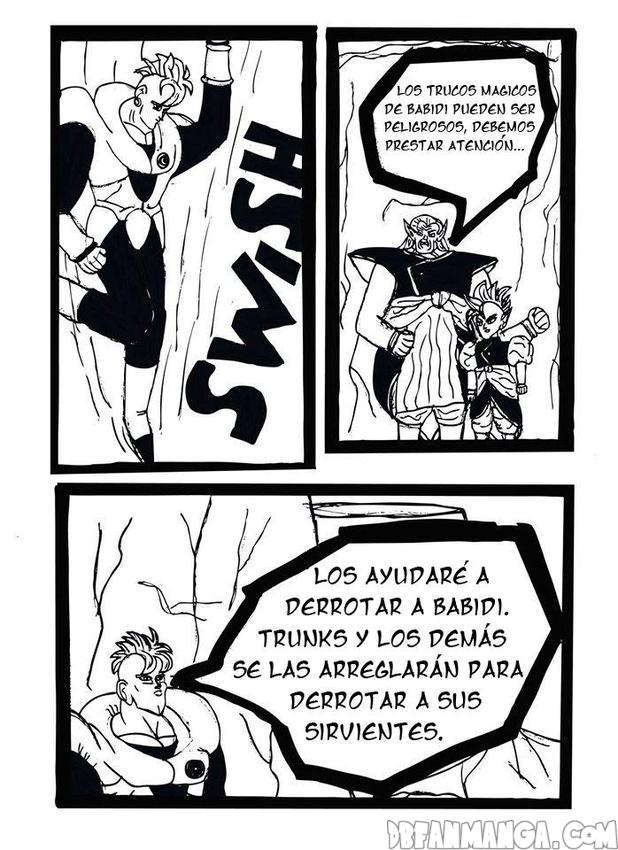 SWISH
LOS TRUCOS MAGICOS
DE BABIDI PUEDEN SER
PELIGROSOS, DEBEMOS
PRESTAR ATENCIÓN...
LOS AYUDARÉ A
DERROTAR A BABIDI.
TRUNKS Y LOS DEMÁS
SE LAS ARREGLARÁN PARA
DERROTAR A SUS
SIRVIENTES.
DBFANMANGA.COM